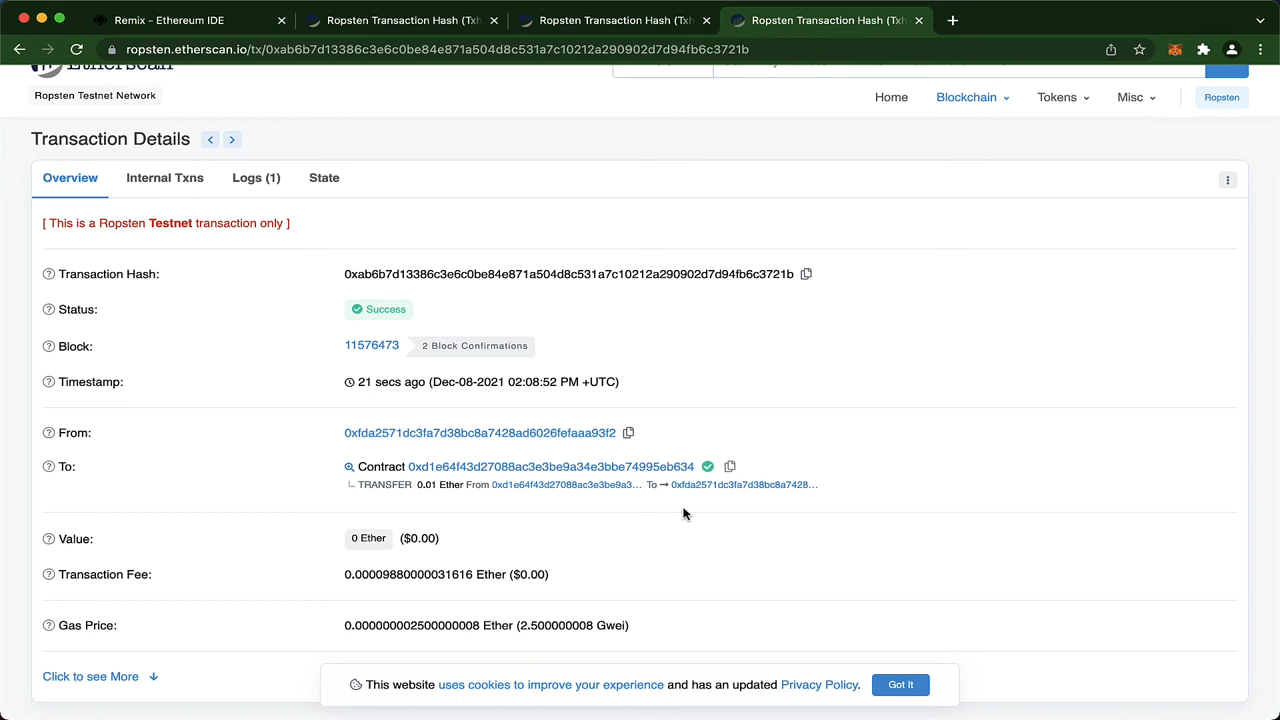 Remix - Ethereum IDE
Ropsten Transaction Hash (Txh
Ropsten Transaction Hash (Txh
Ropsten Transaction Hash (Txh
ropsten.etherscan.io/tx/0xab6b7d13386c3e6c0be84e871a504d8c531a7c10212a290902d7d94fb6c3721b
Etherscan
Ropsten Testnet Network
Home
Blockchain
Tokens
Misc
Ropsten
Transaction Details
Overview
Internal Txns
Logs (1)
State
[ This is a Ropsten Testnet transaction only ]
Transaction Hash:
0xab6b7d13386c3e6c0be84e871a504d8c531a7c10212a290902d7d94fb6c3721b
Status:
Success
Block:
11576473
2 Block Confirmations
Timestamp:
21 secs ago (Dec-08-2021 02:08:52 PM +UTC)
From:
0xfda2571dc3fa7d38bc8a7428ad6026fefaaa93f2
To:
Contract 0xd1e64f43d27088ac3e3be9a34e3bbe74995eb634
TRANSFER 0.01 Ether From 0xd1e64f43d27088ac3e3be9a3... To → 0xfda2571dc3fa7d38bc8a7428...
Value:
0 Ether
($0.00)
Transaction Fee:
0.00009880000031616 Ether ($0.00)
Gas Price:
0.000000002500000008 Ether (2.500000008 Gwei)
Click to see More
This website uses cookies to improve your experience and has an updated Privacy Policy.
Got It